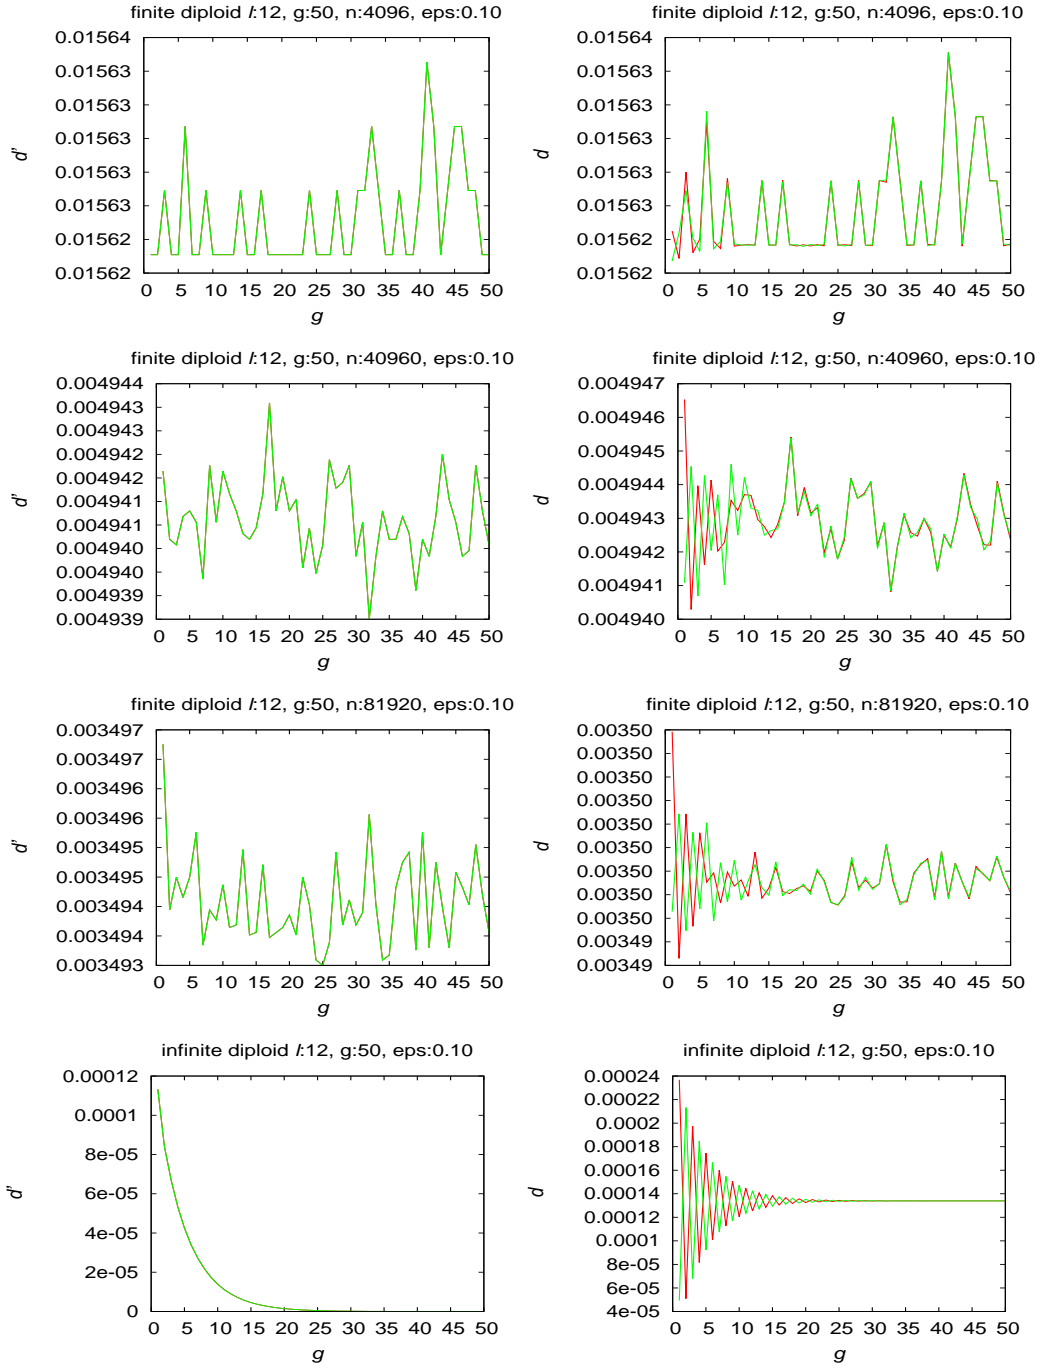 finite diploid l:12, g:50, n:4096, eps:0.10
0.01564
0.01563
0.01563
0.01563
0.01563
0.01563
0.01562
0.01562
d'
0 5 10 15 20 25 30 35 40 45 50
g
finite diploid l:12, g:50, n:4096, eps:0.10
0.01564
0.01563
0.01563
0.01563
0.01563
0.01563
0.01562
0.01562
d
0 5 10 15 20 25 30 35 40 45 50
g
finite diploid l:12, g:50, n:40960, eps:0.10
0.004944
0.004943
0.004943
0.004942
0.004942
0.004941
0.004941
0.004940
0.004940
0.004939
0.004939
d'
0 5 10 15 20 25 30 35 40 45 50
g
finite diploid l:12, g:50, n:40960, eps:0.10
0.004947
0.004946
0.004945
0.004944
0.004943
0.004942
0.004941
0.004940
d
0 5 10 15 20 25 30 35 40 45 50
g
finite diploid l:12, g:50, n:81920, eps:0.10
0.003497
0.003497
0.003496
0.003496
0.003495
0.003495
0.003494
0.003494
0.003493
d'
0 5 10 15 20 25 30 35 40 45 50
g
finite diploid l:12, g:50, n:81920, eps:0.10
0.00350
0.00350
0.00350
0.00350
0.00350
0.00350
0.00350
0.00350
0.00350
0.00349
0.00349
d
0 5 10 15 20 25 30 35 40 45 50
g
infinite diploid l:12, g:50, eps:0.10
0.00012
0.0001
8e-05
6e-05
4e-05
2e-05
0
d'
0 5 10 15 20 25 30 35 40 45 50
g
infinite diploid l:12, g:50, eps:0.10
0.00024
0.00022
0.0002
0.00018
0.00016
0.00014
0.00012
0.0001
8e-05
6e-05
4e-05
d
0 5 10 15 20 25 30 35 40 45 50
g